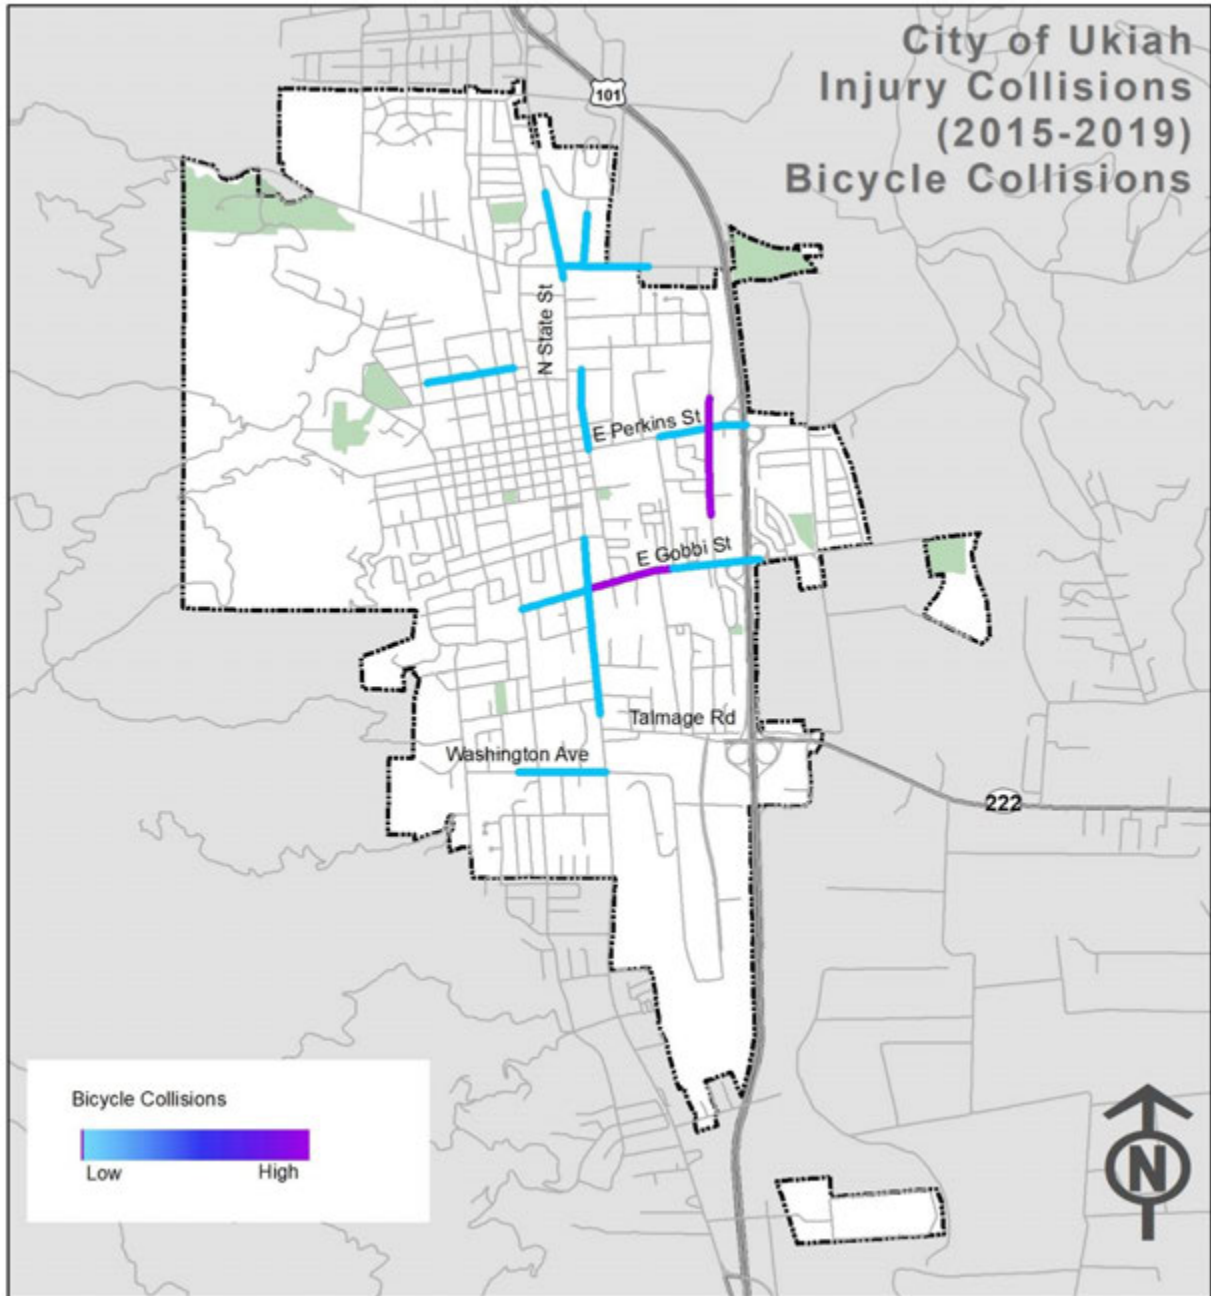 City of Ukiah
Injury Collisions
(2015-2019)
Bicycle Collisions
101
N State St
E Perkins St
E Gobbi St
Talmage Rd
Washington Ave
222
Bicycle Collisions
Low
High
N